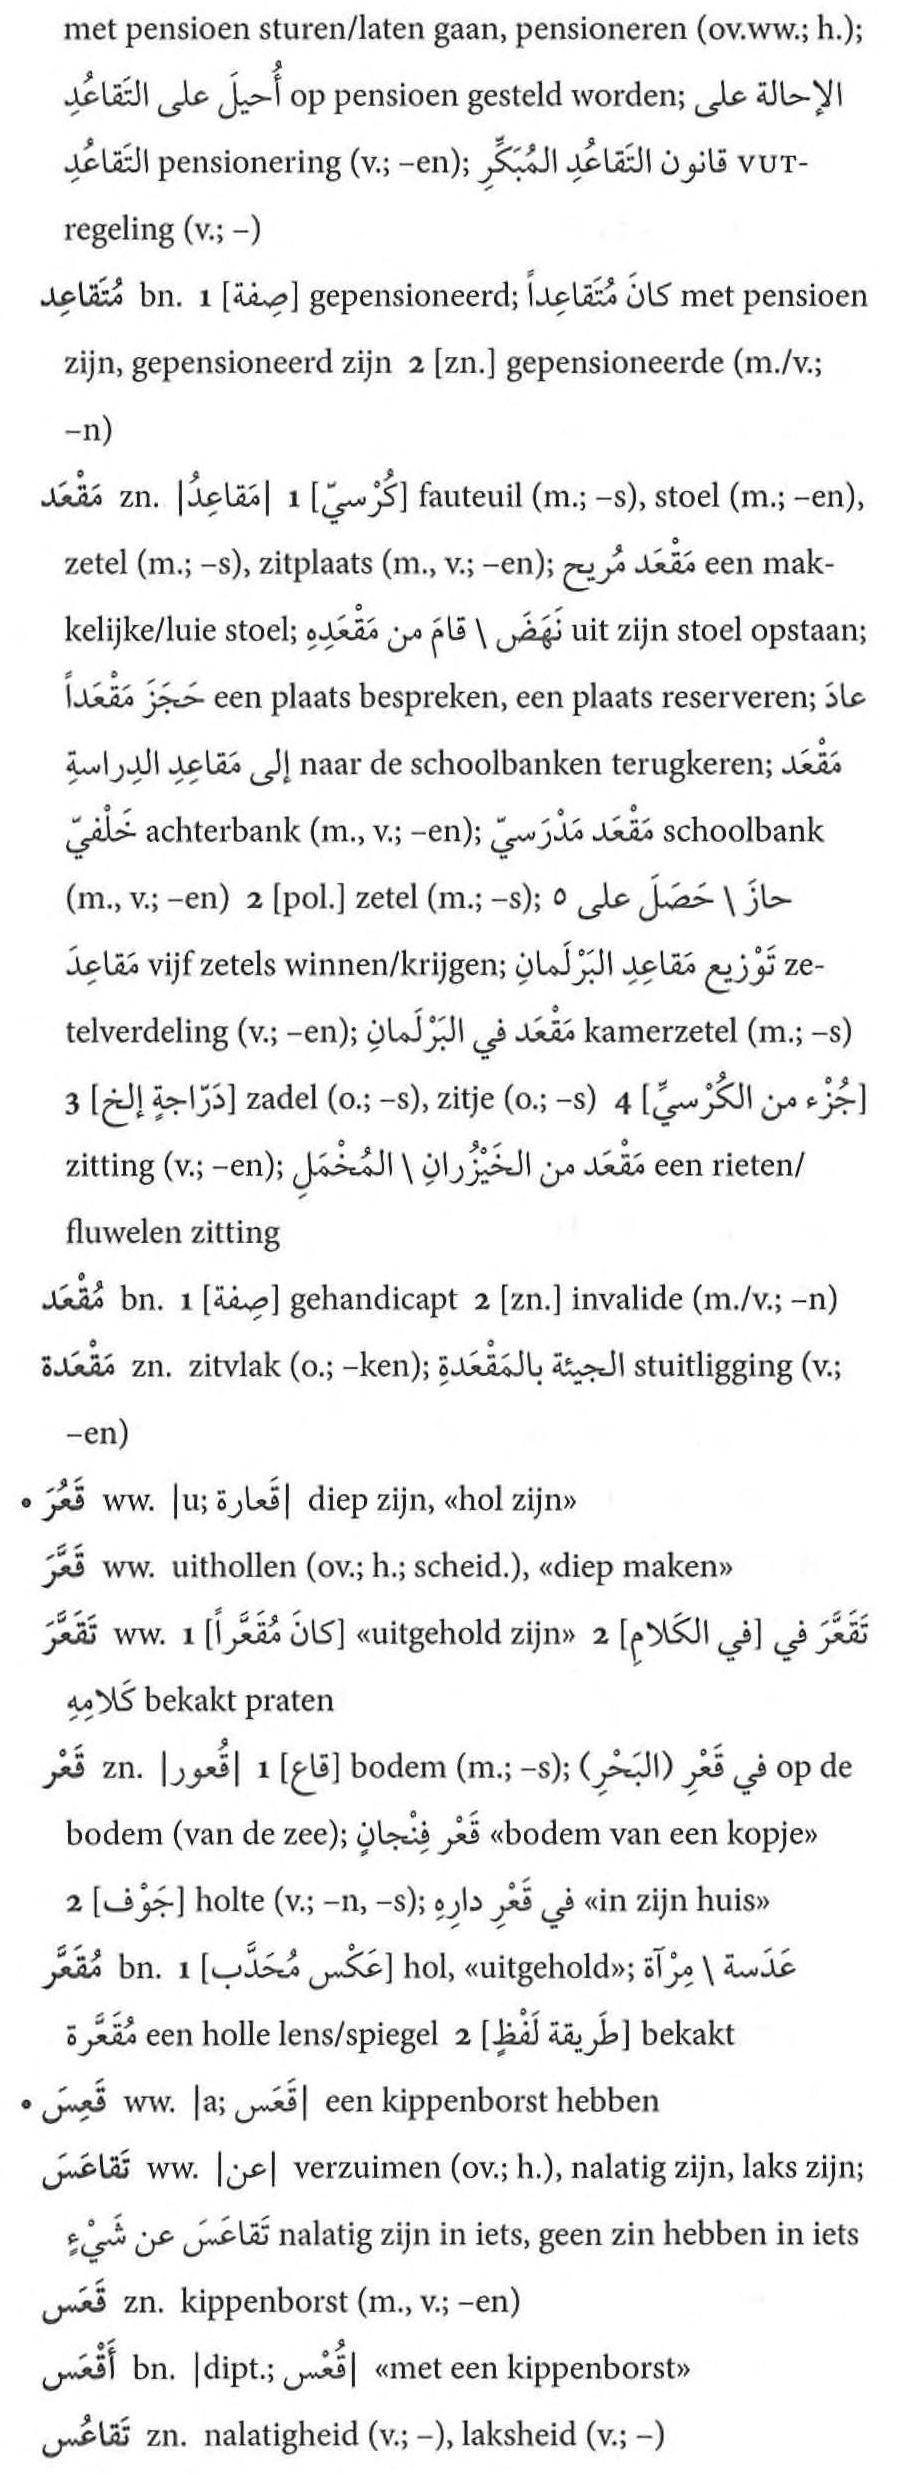 met pensioen sturen/laten gaan, pensioneren (ov.ww.; h.);
أُحيلَ على التَقاعُدِ op pensioen gesteld worden; الإحالة على
التَقاعُدِ pensionering (v.; –en); قانون التَقاعُدِ المُبَكِّرِ VUT-
regeling (v.; –)
مُتَقاعِد bn. 1 [صِفة] gepensioneerd; كانَ مُتَقاعِداً met pensioen
zijn, gepensioneerd zijn 2 [zn.] gepensioneerde (m./v.;
–n)
مَقْعَد zn. |مَقاعِدُ| 1 [كُرْسيّ] fauteuil (m.; –s), stoel (m.; –en),
zetel (m.; –s), zitplaats (m., v.; –en); مَقْعَد مُريح een mak-
kelijke/luie stoel; نَهَضَ \ قامَ من مَقْعَدِهِ uit zijn stoel opstaan;
حَجَزَ مَقْعَداً een plaats bespreken, een plaats reserveren; عادَ
إلى مَقاعِدِ الدِراسةِ naar de schoolbanken terugkeren; مَقْعَد
خَلْفيّ achterbank (m., v.; –en); مَقْعَد مَدْرَسيّ schoolbank
(m., v.; –en) 2 [pol.] zetel (m.; –s); حازَ \ حَصَلَ على ٥
مَقاعِدَ vijf zetels winnen/krijgen; تَوْزيع مَقاعِدِ البَرْلَمانِ ze-
telverdeling (v.; –en); مَقْعَد في البَرْلَمانِ kamerzetel (m.; –s)
3 [دَرّاجةٍ إلخ] zadel (o.; –s), zitje (o.; –s) 4 [جُزْء من الكُرْسيِّ]
zitting (v.; –en); مَقْعَد من الخَيْزُرانِ \ المُخْمَلِ een rieten/
fluwelen zitting
مُقْعَد bn. 1 [صِفة] gehandicapt 2 [zn.] invalide (m./v.; –n)
مَقْعَدة zn. zitvlak (o.; –ken); الجيئة بالمَقْعَدةِ stuitligging (v.;
–en)
• قَعُرَ ww. |u; قَعارة| diep zijn, «hol zijn»
قَعَّرَ ww. uithollen (ov.; h.; scheid.), «diep maken»
تَقَعَّرَ ww. 1 [كانَ مُقَعَّراً] «uitgehold zijn» 2 [في الكَلامِ] تَقَعَّرَ في
كَلامِهِ bekakt praten
قَعْر zn. |قُعور| 1 [قاع] bodem (m.; –s); في قَعْرِ (البَحْرِ) op de
bodem (van de zee); قَعْر فِنْجانٍ «bodem van een kopje»
2 [جَوْف] holte (v.; –n, –s); في قَعْرِ دارِهِ «in zijn huis»
مُقَعَّر bn. 1 [عَكْس مُحَدَّب] hol, «uitgehold»; عَدَسة \ مِرْآة
مُقَعَّرة een holle lens/spiegel 2 [طَريقة لَفْظٍ] bekakt
• قَعِسَ ww. |a; قَعَس| een kippenborst hebben
تَقاعَسَ ww. |عن| verzuimen (ov.; h.), nalatig zijn, laks zijn;
تَقاعَسَ عن شَيْءٍ nalatig zijn in iets, geen zin hebben in iets
قَعَس zn. kippenborst (m., v.; –en)
أَقْعَس bn. |dipt.; قُعْس| «met een kippenborst»
تَقاعُس zn. nalatigheid (v.; –), laksheid (v.; –)